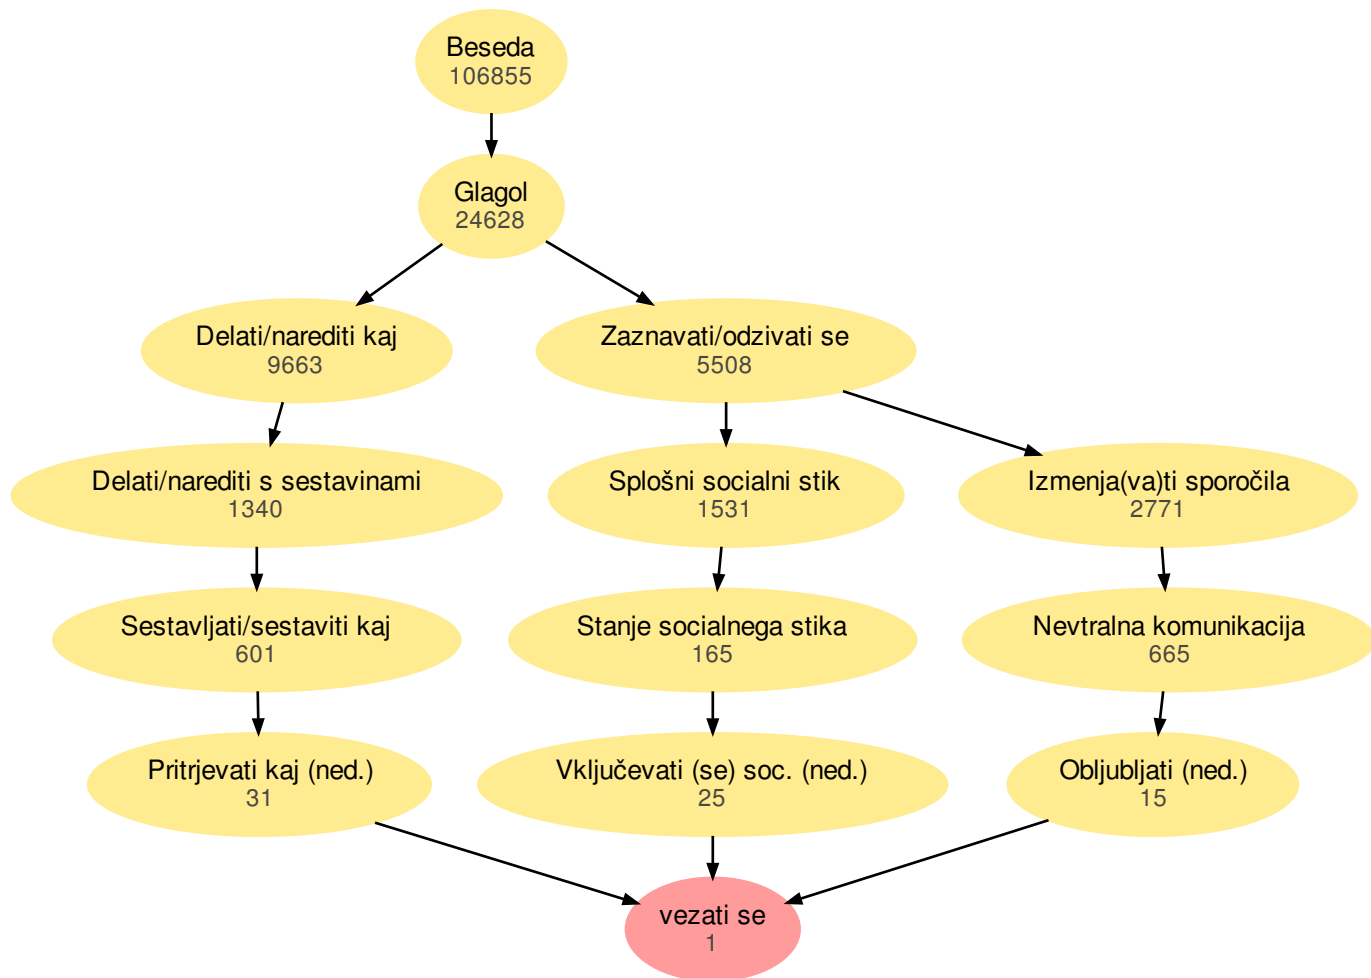 Beseda
106855
Glagol
24628
Delati/narediti kaj
9663
Zaznavati/odzivati se
5508
Delati/narediti s sestavinami
1340
Splošni socialni stik
1531
Izmenja(va)ti sporočila
2771
Sestavljati/sestaviti kaj
601
Stanje socialnega stika
165
Nevtralna komunikacija
665
Pritrjevati kaj (ned.)
31
Vključevati (se) soc. (ned.)
25
Obljubljati (ned.)
15
vezati se
1